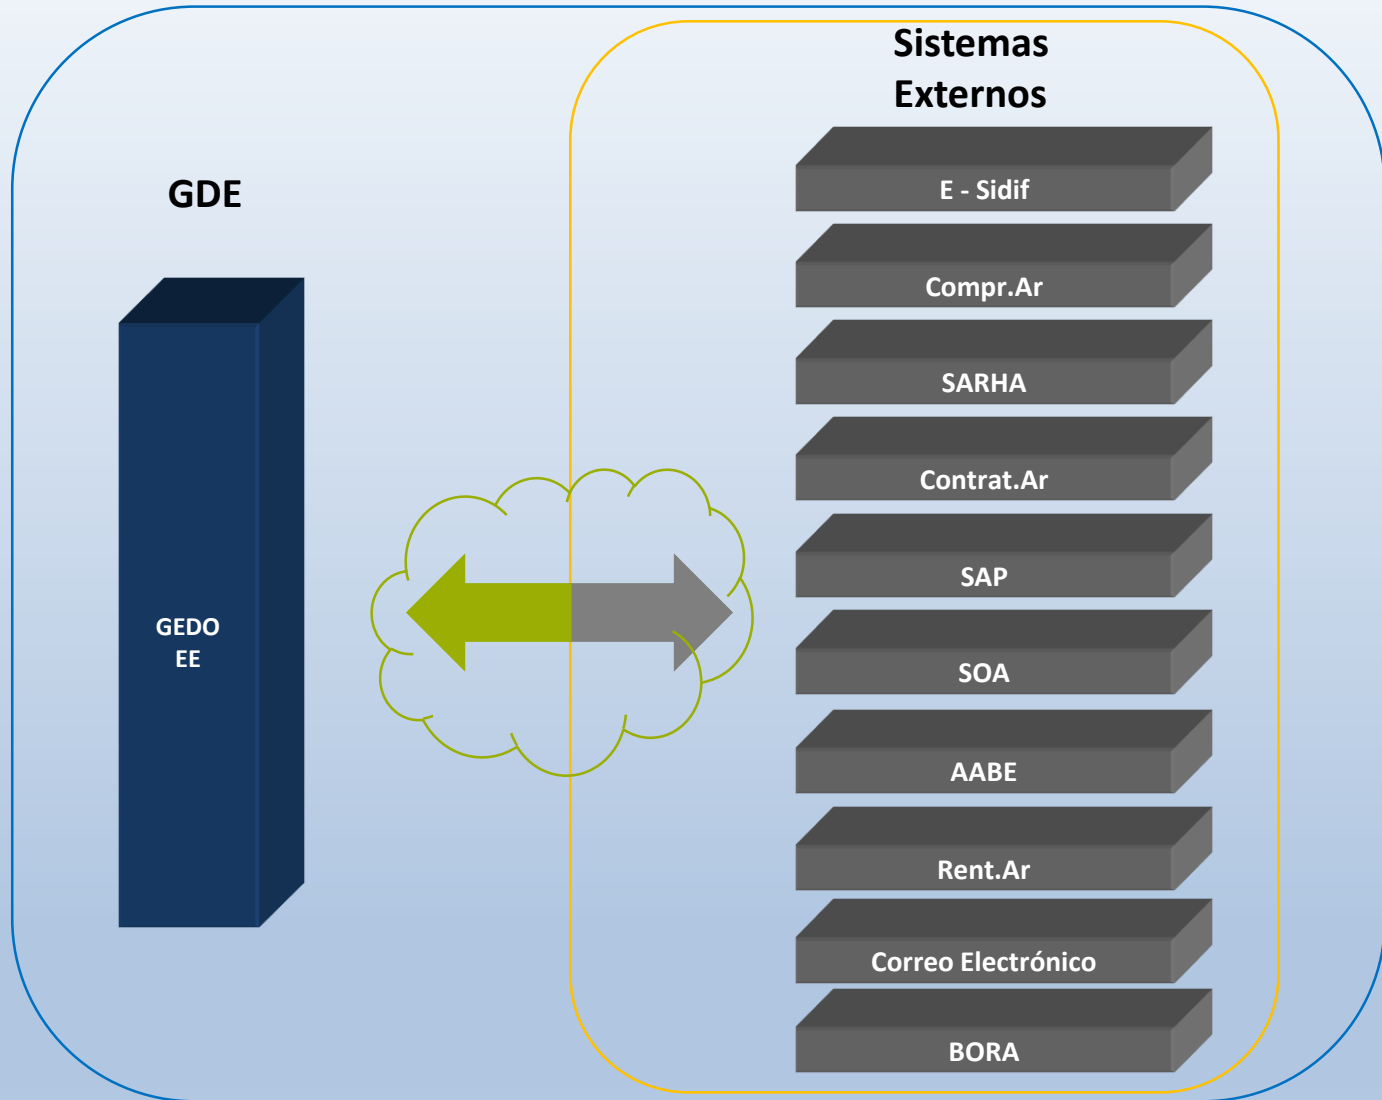 GDE
GEDO
EE
Sistemas
Externos
E - Sidif
Compr.Ar
SARHA
Contrat.Ar
SAP
SOA
AABE
Rent.Ar
Correo Electrónico
BORA